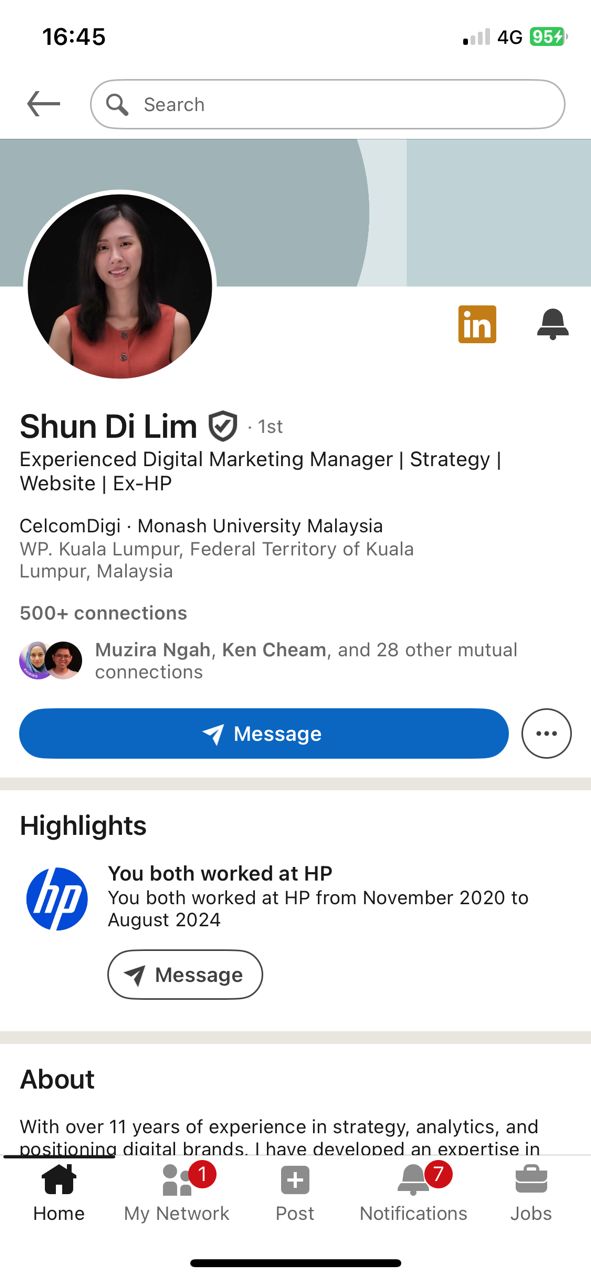 16:45
4G 95
Search
in
Shun Di Lim · 1st
Experienced Digital Marketing Manager | Strategy |
Website | Ex-HP
CelcomDigi · Monash University Malaysia
WP. Kuala Lumpur, Federal Territory of Kuala
Lumpur, Malaysia
500+ connections
Muzira Ngah, Ken Cheam, and 28 other mutual
connections
Message
Highlights
hp
You both worked at HP
You both worked at HP from November 2020 to
August 2024
Message
About
With over 11 years of experience in strategy, analytics, and
positioning digital brands, I have developed an expertise in
1
7
Home
My Network
Post
Notifications
Jobs